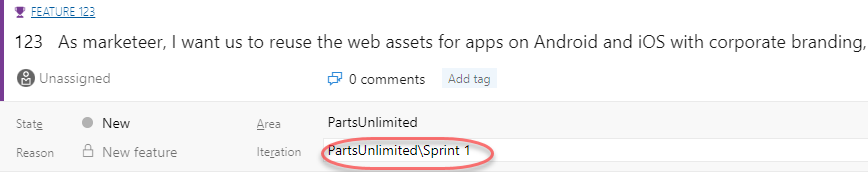 FEATURE 123
123 As marketeer, I want us to reuse the web assets for apps on Android and iOS with corporate branding,
Unassigned 0 comments Add tag
State New Area PartsUnlimited
Reason New feature Iteration PartsUnlimited\Sprint 1